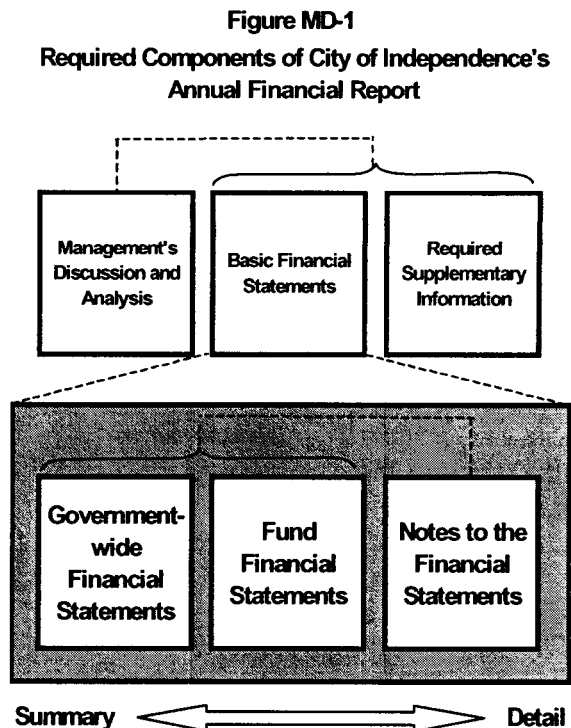 Figure MD-1
Required Components of City of Independence's
Annual Financial Report
Management's
Discussion and
Analysis
Basic Financial
Statements
Required
Supplementary
Information
Government-
wide
Financial
Statements
Fund
Financial
Statements
Notes to the
Financial
Statements
Summary
Detail